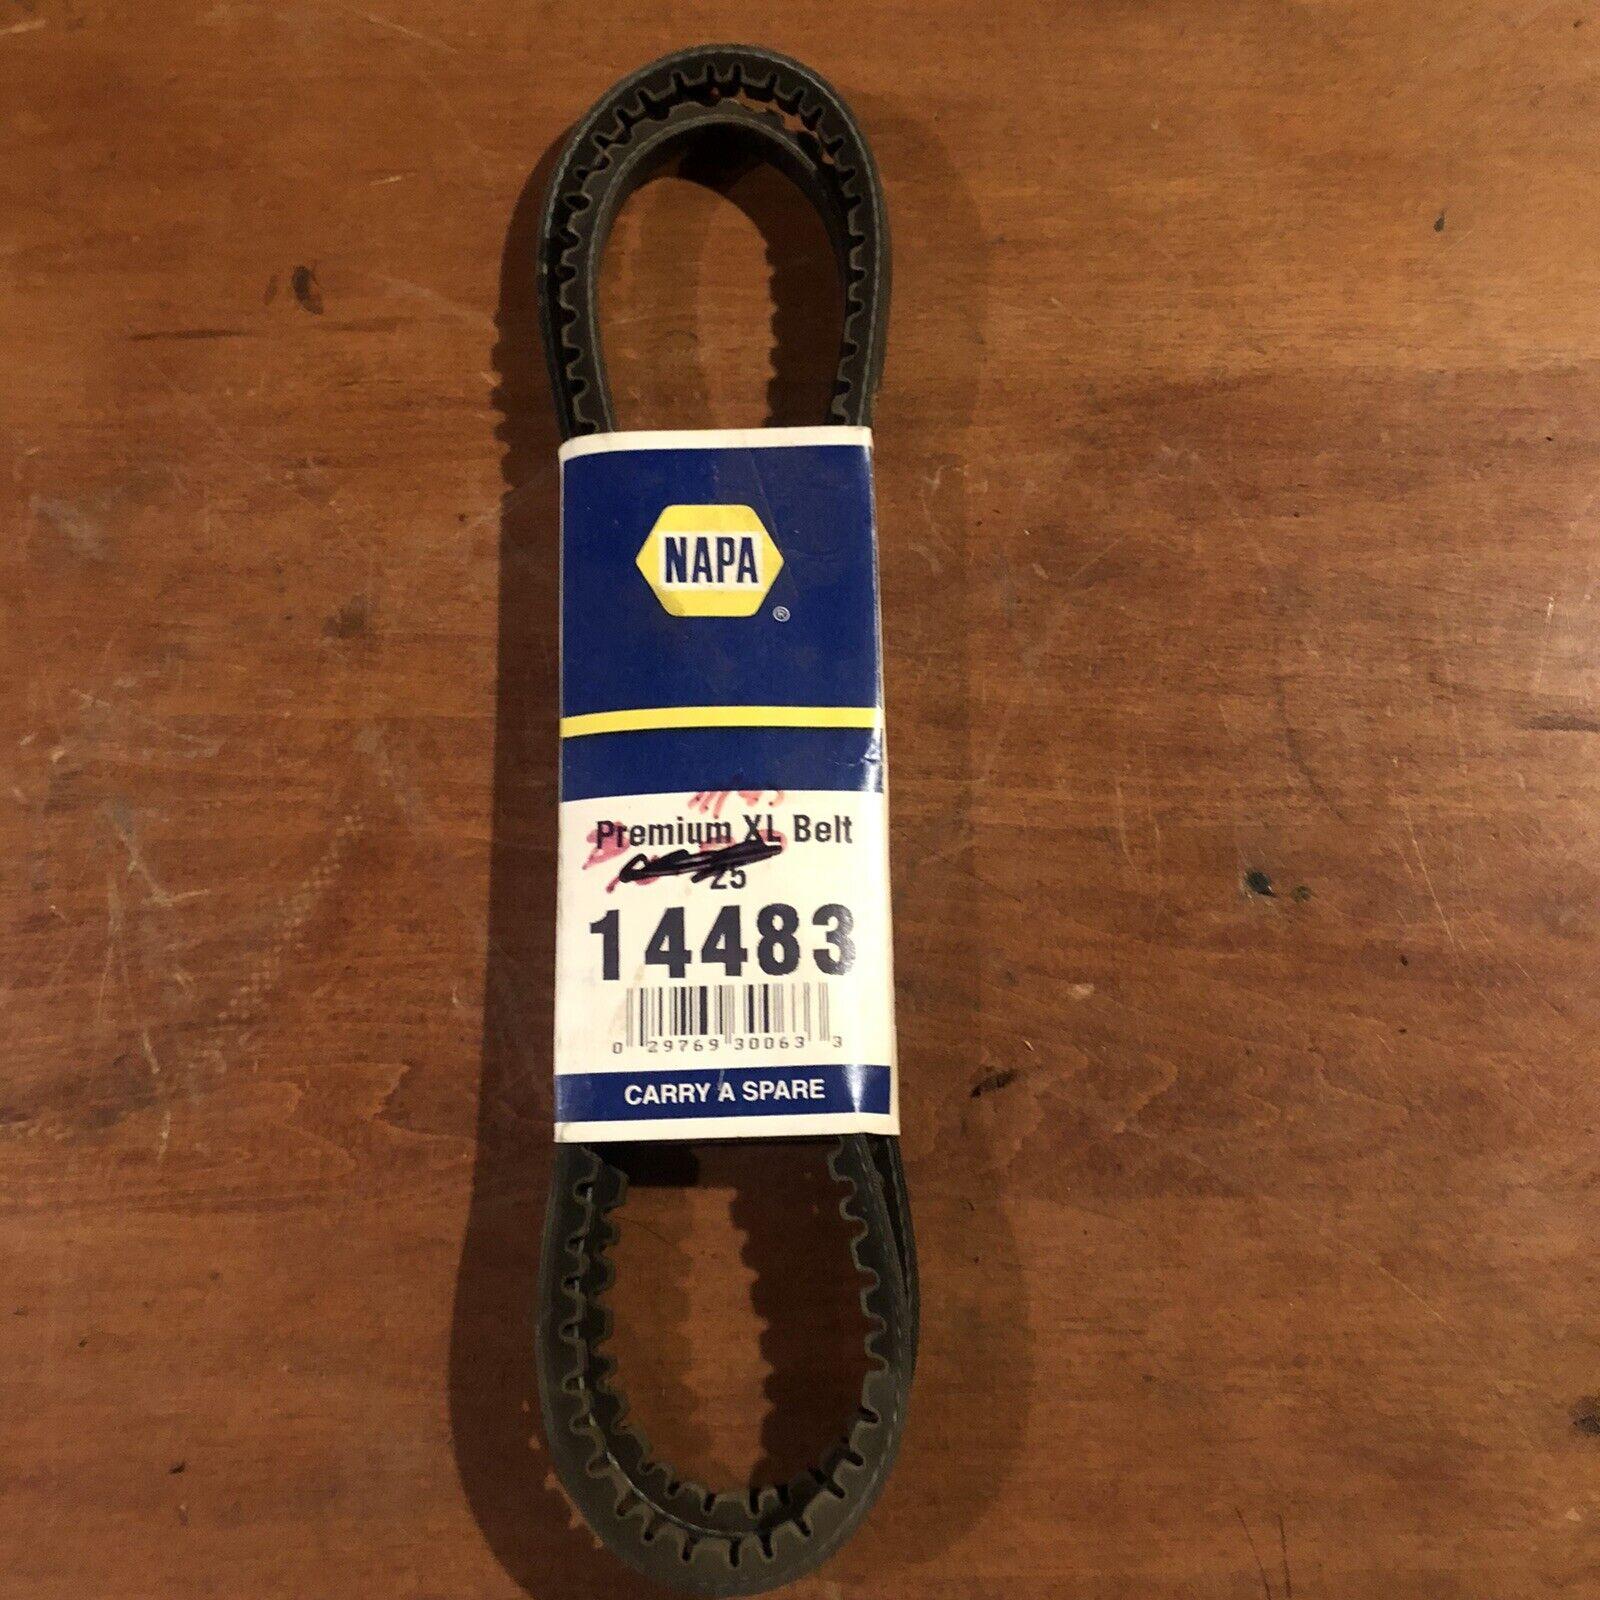 NAPA
®
Premium XL Belt
25
14483
0 29769 30063 3
CARRY A SPARE